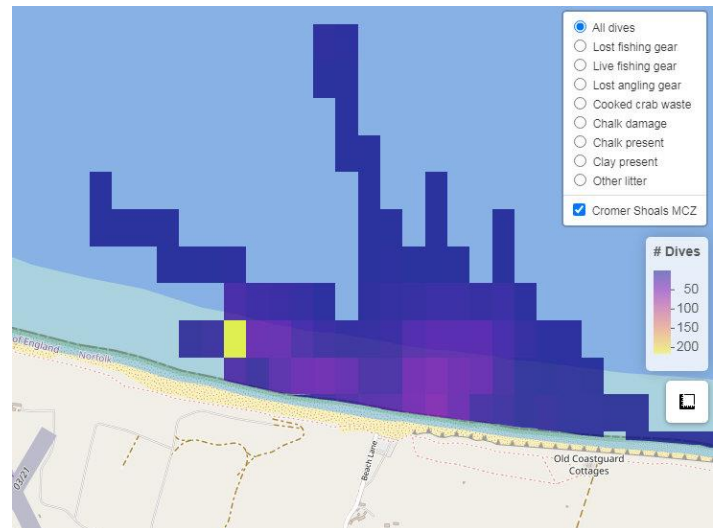 All dives
Lost fishing gear
Live fishing gear
Lost angling gear
Cooked crab waste
Chalk damage
Chalk present
Clay present
Other litter
Cromer Shoals MCZ
# Dives
50
100
150
200
of England
Norfolk
Beach Lane
Old Coastguard
Cottages
03/21